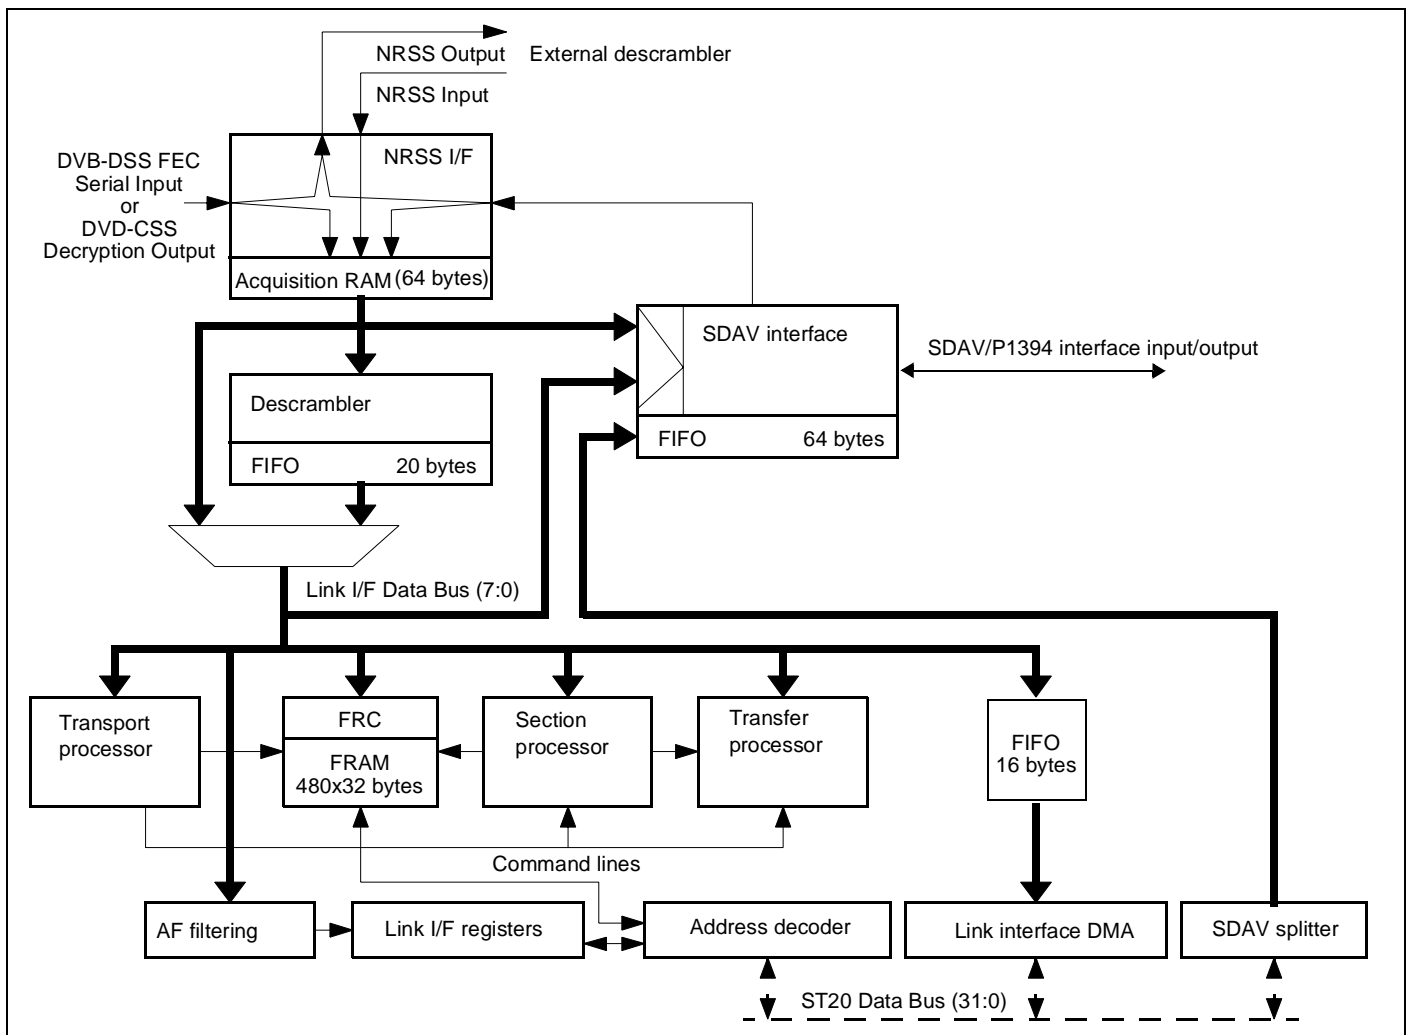 NRSS Output
External descrambler
NRSS Input
NRSS I/F
DVB-DSS FEC
Serial Input
or
DVD-CSS
Decryption Output
Acquisition RAM (64 bytes)
SDAV interface
SDAV/P1394 interface input/output
FIFO 64 bytes
Descrambler
FIFO 20 bytes
Link I/F Data Bus (7:0)
Transport
processor
FRC
FRAM
480x32 bytes
Section
processor
Transfer
processor
FIFO
16 bytes
Command lines
AF filtering
Link I/F registers
Address decoder
Link interface DMA
SDAV splitter
ST20 Data Bus (31:0)